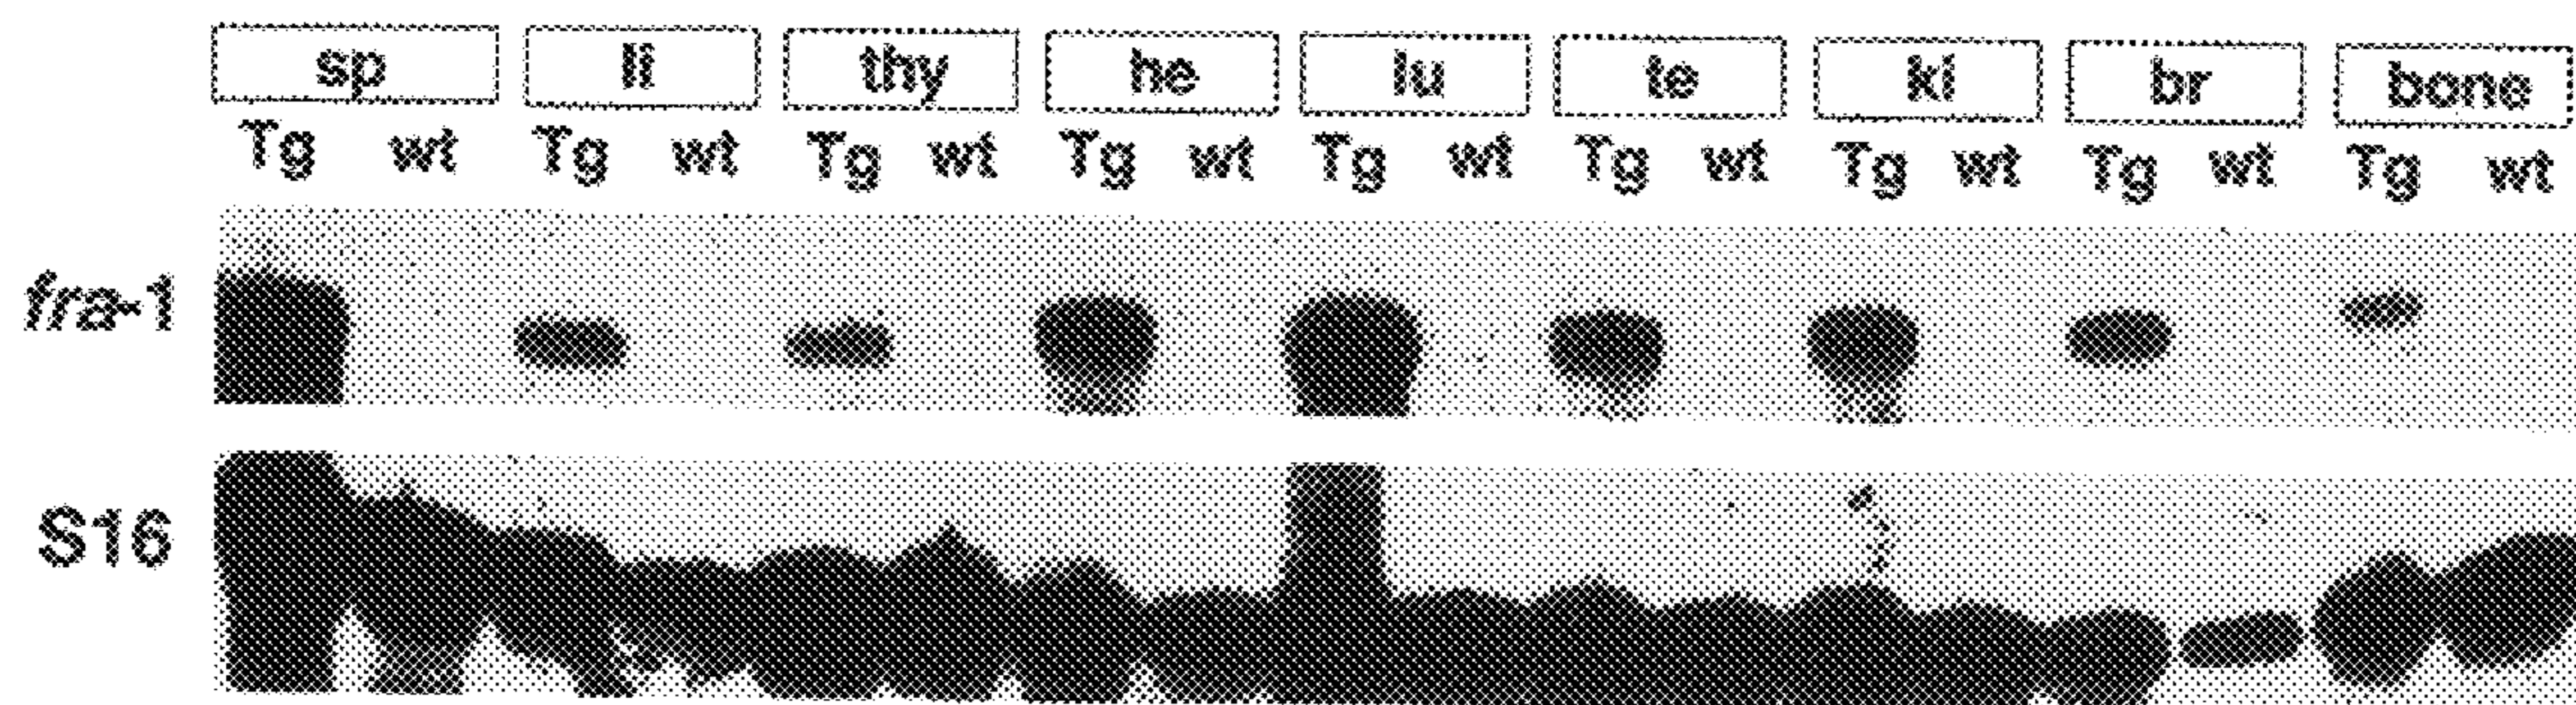 sp li thy he lu te ki br bone
Tg wt Tg wt Tg wt Tg wt Tg wt Tg wt Tg wt Tg wt Tg wt
fra-1
S16